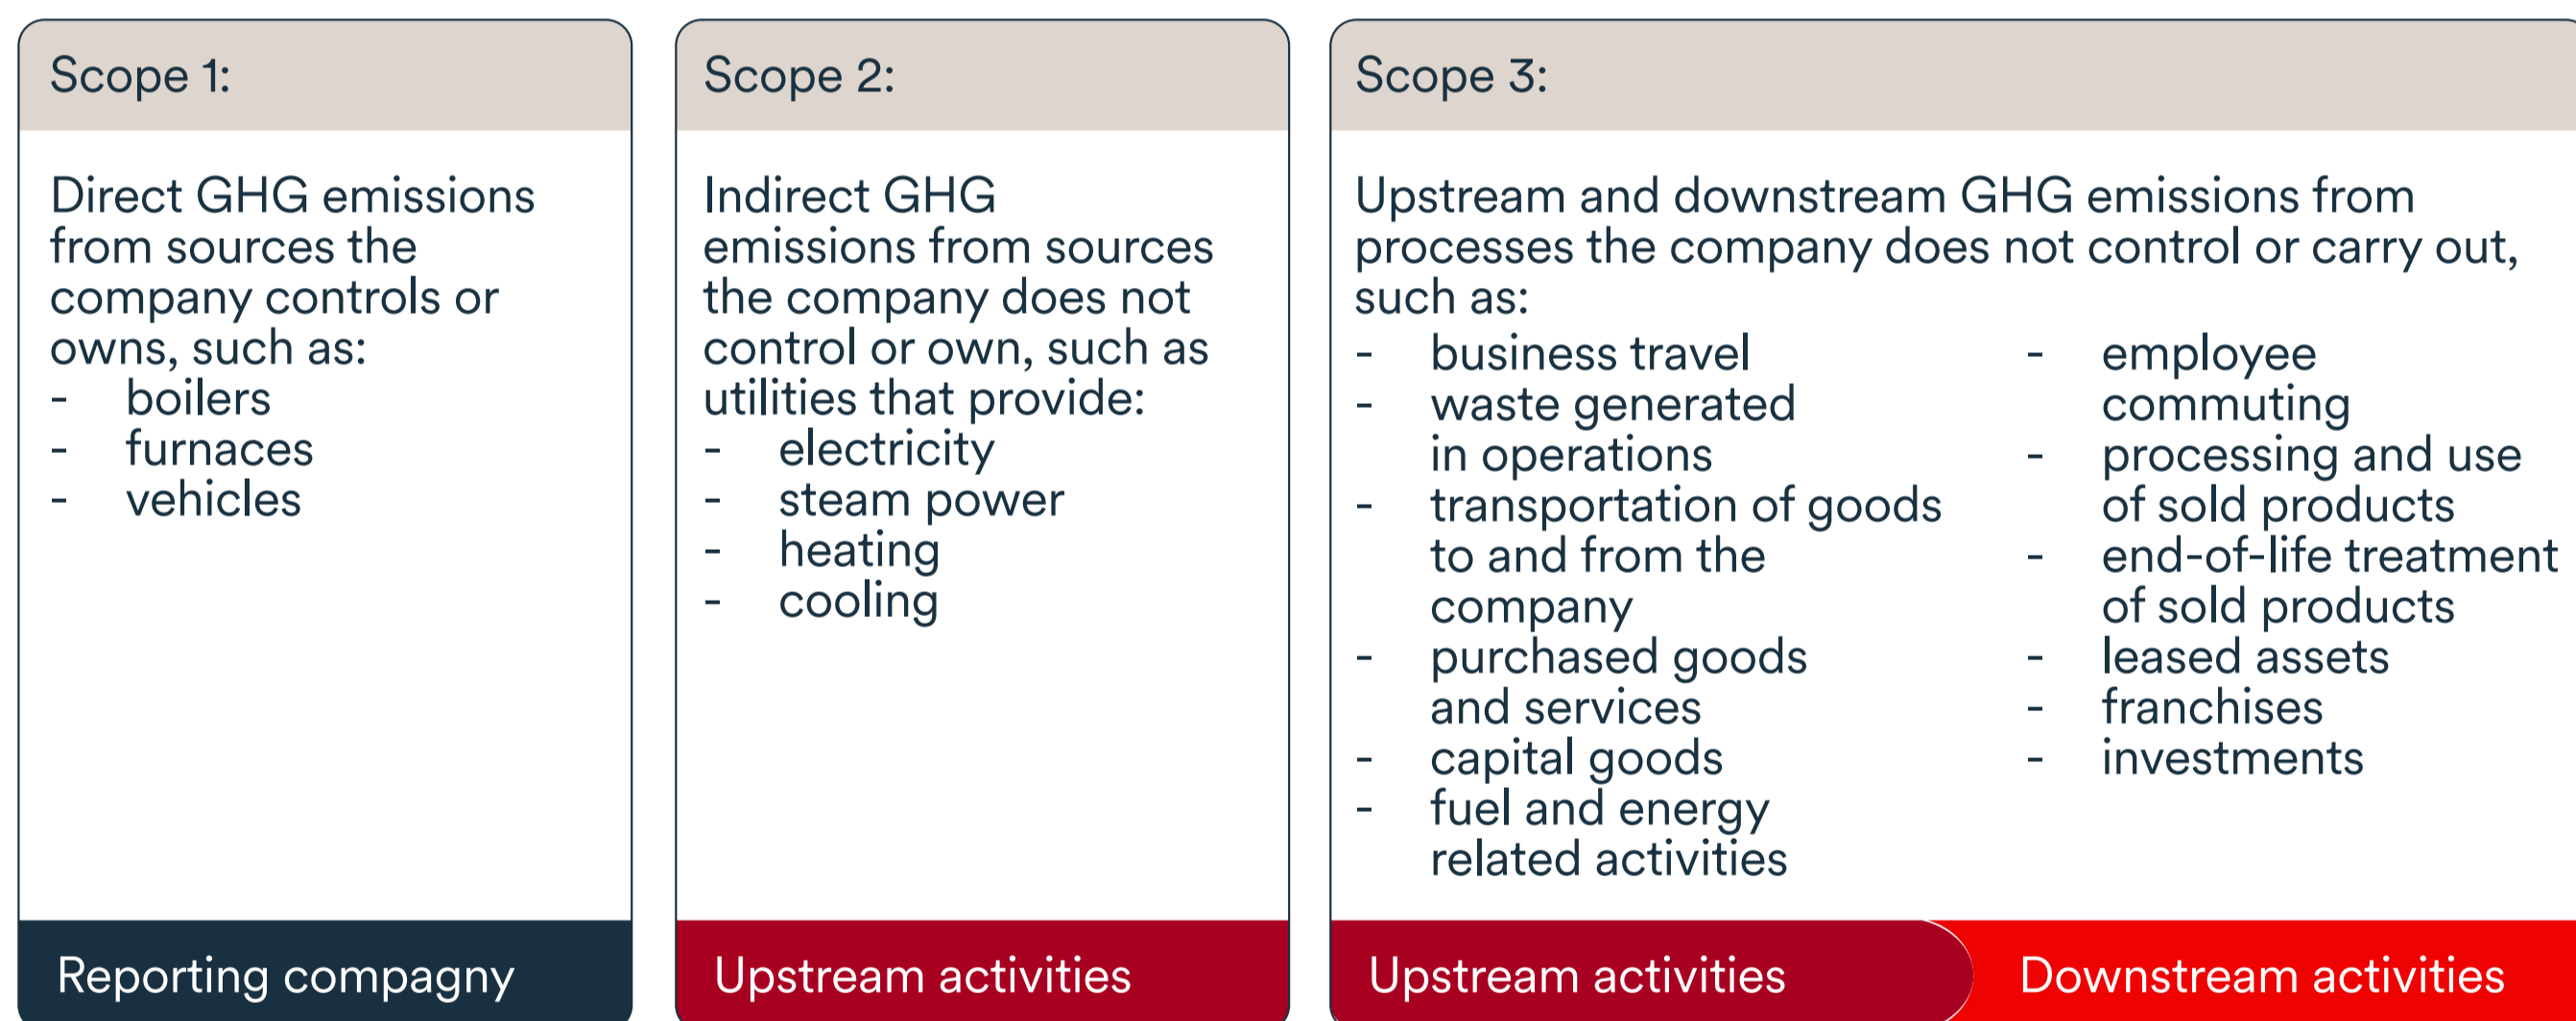 Scope 1:
Direct GHG emissions
from sources the
company controls or
owns, such as:
- boilers
- furnaces
- vehicles
Reporting compagny
Scope 2:
Indirect GHG
emissions from sources
the company does not
control or own, such as
utilities that provide:
- electricity
- steam power
- heating
- cooling
Upstream activities
Scope 3:
Upstream and downstream GHG emissions from
processes the company does not control or carry out,
such as:
- business travel
- waste generated
in operations
- transportation of goods
to and from the
company
- purchased goods
and services
- capital goods
- fuel and energy
related activities
- employee
commuting
- processing and use
of sold products
- end-of-life treatment
of sold products
- leased assets
- franchises
- investments
Upstream activities
Downstream activities